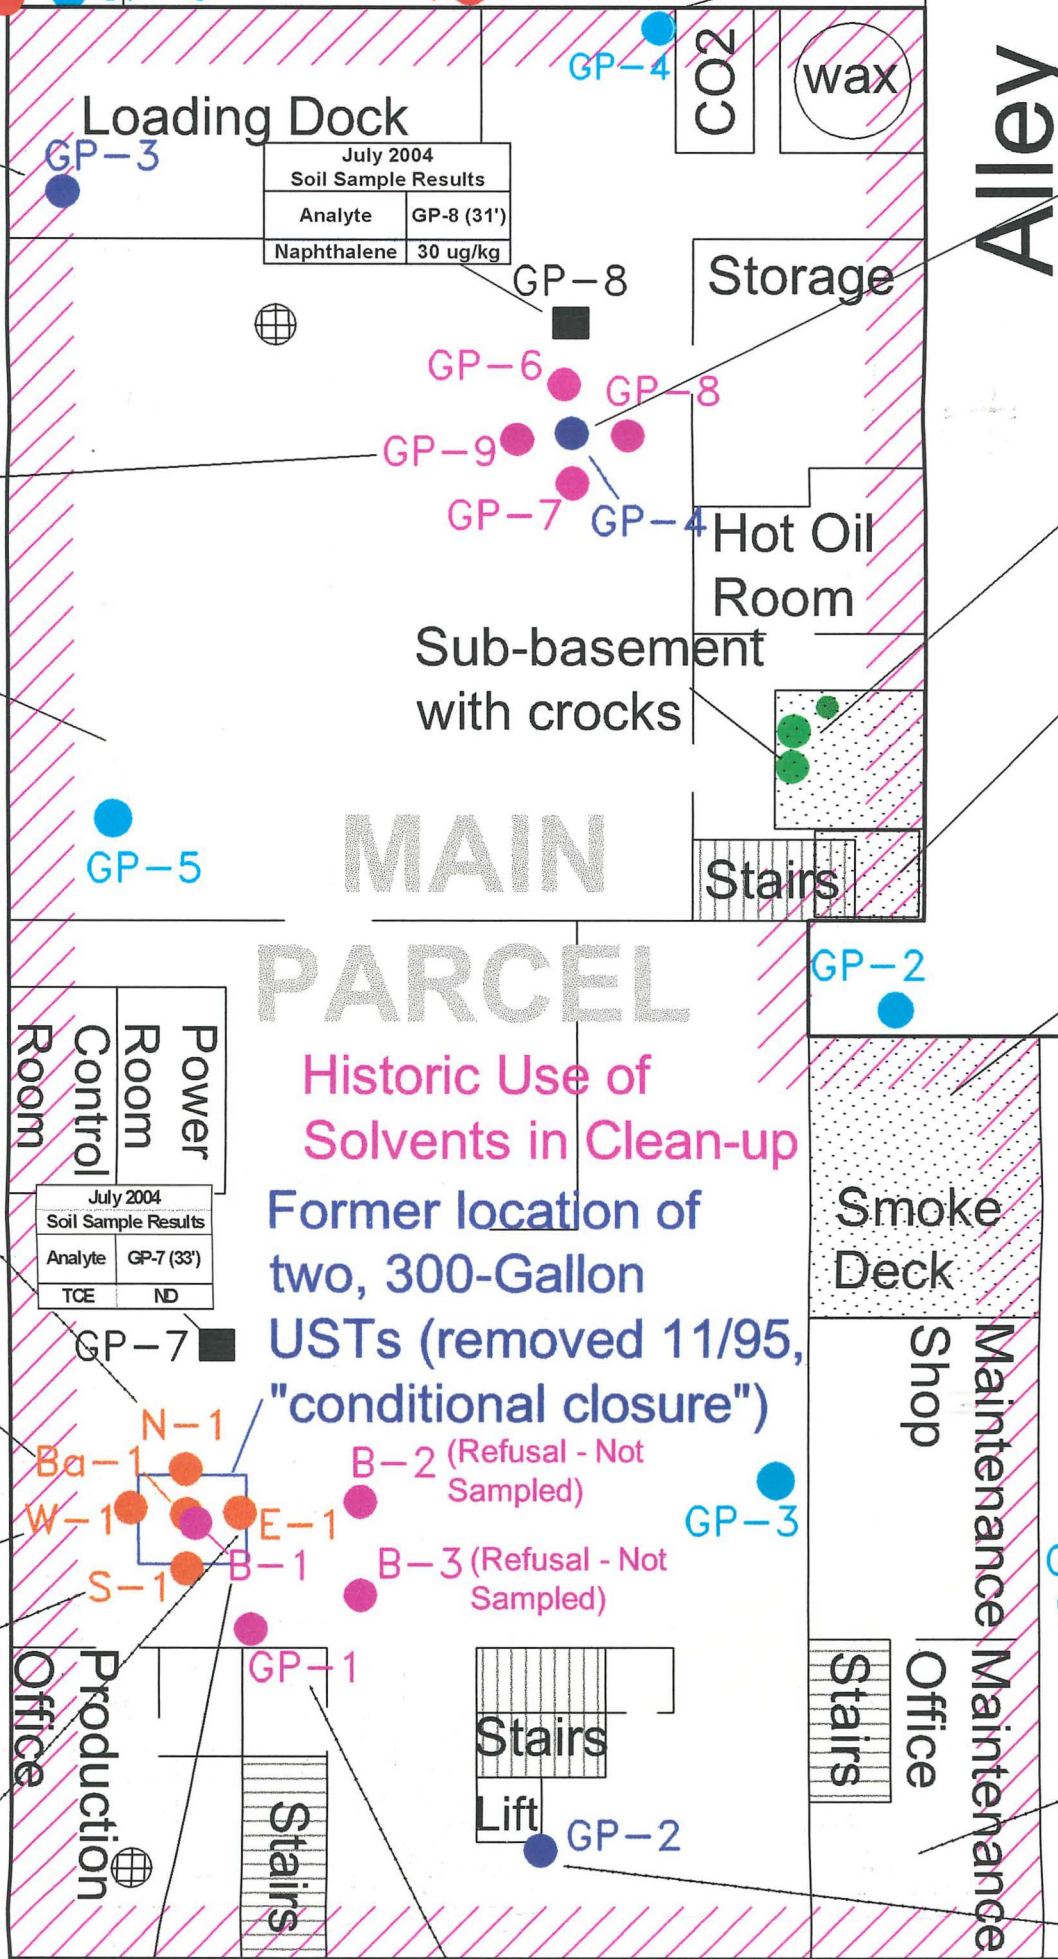 GP-4
CO2
wax
Alley
Loading Dock
GP-3
July 2004
Soil Sample Results
Analyte GP-8 (31')
Naphthalene 30 ug/kg
GP-8
Storage
GP-6
GP-8
GP-9
GP-7
GP-4
Hot Oil
Room
Sub-basement
with crocks
GP-5
MAIN
PARCEL
Stairs
GP-2
Control
Room
Power
Room
Historic Use of
Solvents in Clean-up
July 2004
Soil Sample Results
Analyte GP-7 (33')
TCE ND
GP-7
Former location of
two, 300-Gallon
USTs (removed 11/95,
"conditional closure")
Smoke
Deck
Maintenance
Shop
N-1
Ba-1
W-1
E-1
B-1
S-1
B-2 (Refusal - Not
Sampled)
B-3 (Refusal - Not
Sampled)
GP-3
GP-1
Production
Office
Stairs
Stairs
Lift
GP-2
Stairs
Maintenance
Office